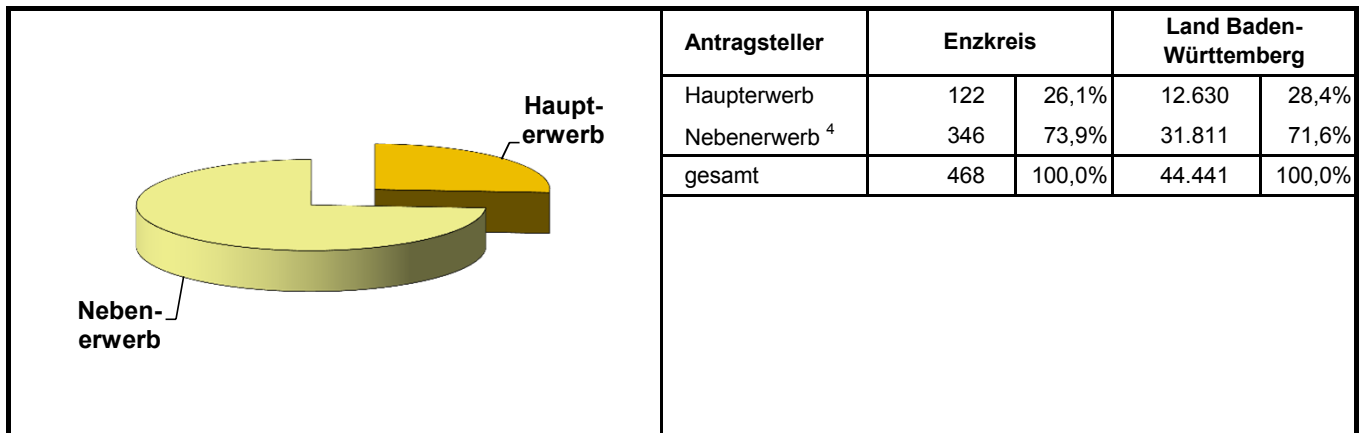 Haupt-
erwerb
Neben-
erwerb
Antragsteller Enzkreis Land Baden-
Württemberg
Haupterwerb 122 26,1% 12.630 28,4%
Nebenerwerb 4 346 73,9% 31.811 71,6%
gesamt 468 100,0% 44.441 100,0%